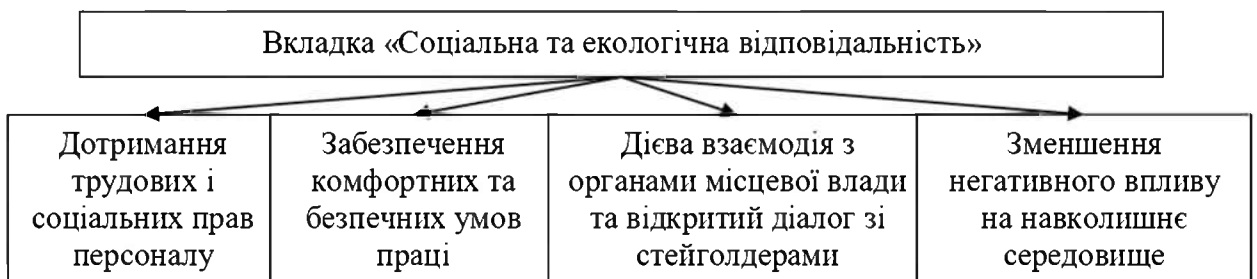 Вкладка «Соціальна та екологічна відповідальність»
Дотримання
трудових і
соціальних прав
персоналу
Забезпечення
комфортних та
безпечних умов
праці
Дієва взаємодія з
органами місцевої влади
та відкритий діалог зі
стейголдерами
Зменшення
негативного впливу
на навколишнє
середовище